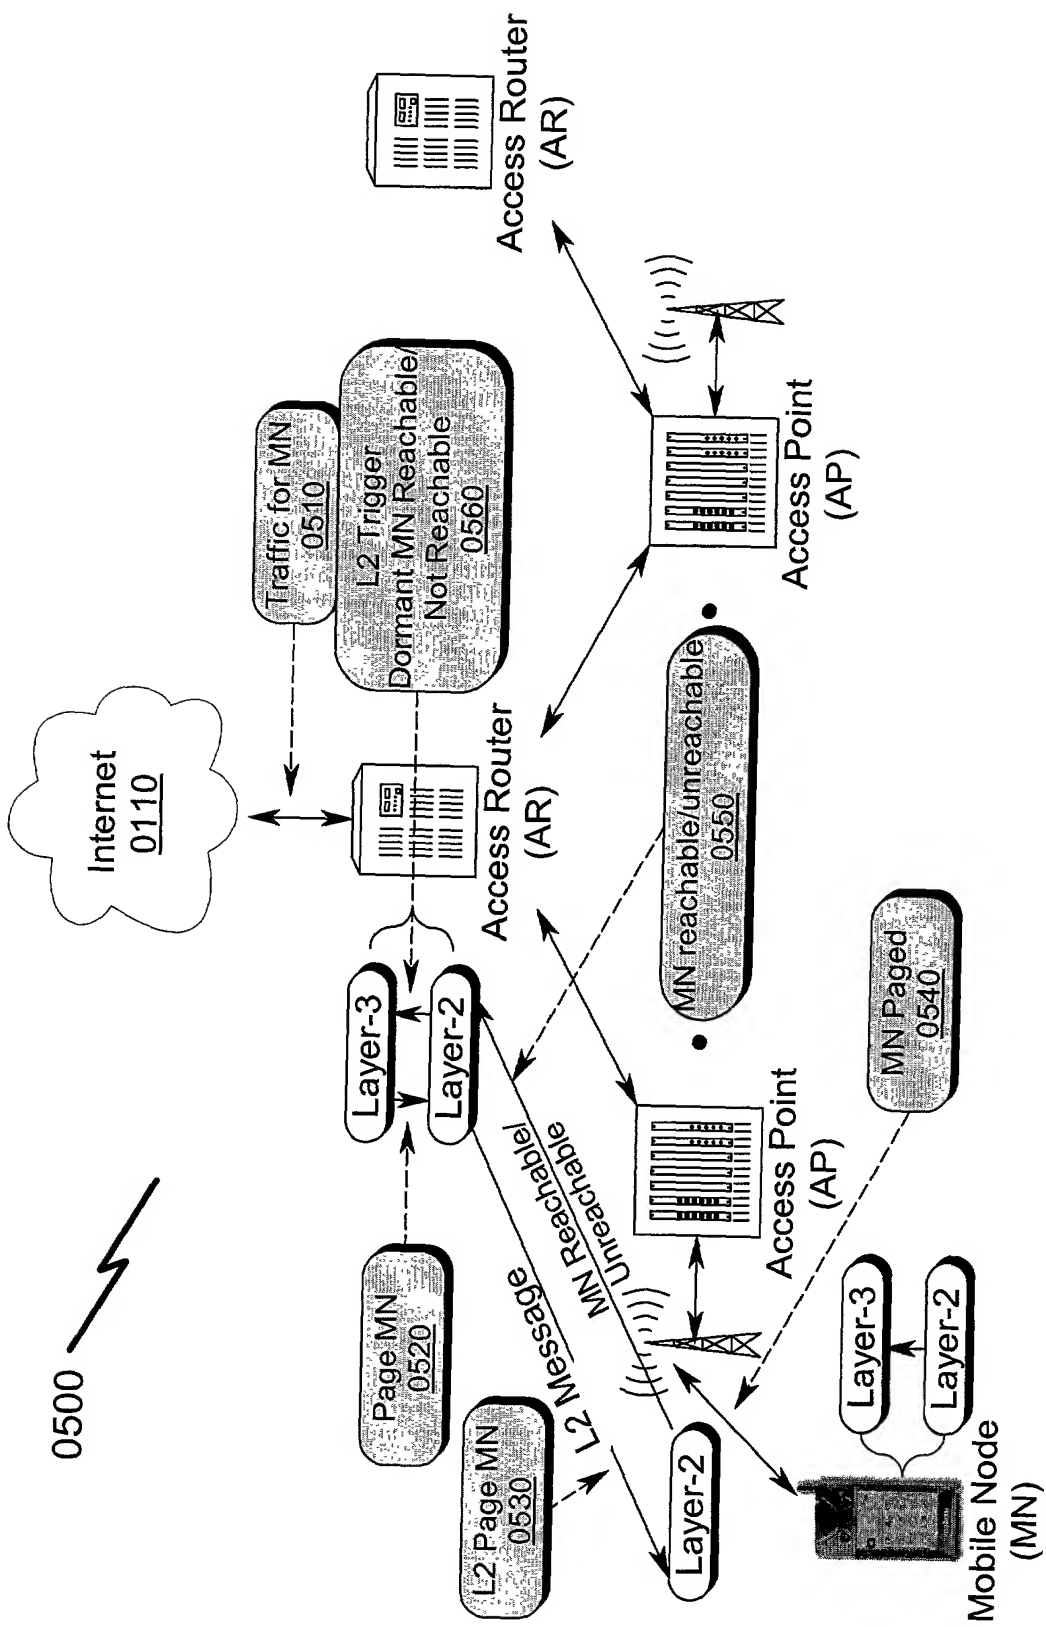 0500
Internet
0110
Traffic for MN
0510
L2 Trigger
Dormant MN Reachable/
Not Reachable
0560
Page MN
0520
Layer-3
Layer-2
Access Router
(AR)
Access Router
(AR)
L2 Page MN
0530
L2 Message
MN Reachable/
Unreachable
MN reachable/unreachable
0550
Layer-2
Access Point
(AP)
Access Point
(AP)
MN Paged
0540
Layer-3
Layer-2
Mobile Node
(MN)